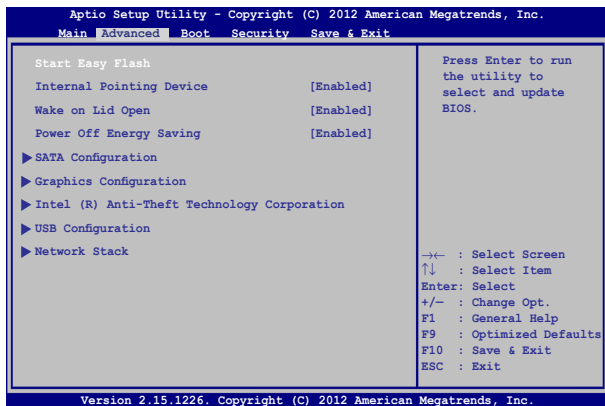 Aptio Setup Utility - Copyright (C) 2012 American Megatrends, Inc.
Main Advanced Boot Security Save & Exit
Start Easy Flash
Internal Pointing Device [Enabled]
Wake on Lid Open [Enabled]
Power Off Energy Saving [Enabled]
SATA Configuration
Graphics Configuration
Intel (R) Anti-Theft Technology Corporation
USB Configuration
Network Stack
Press Enter to run
the utility to
select and update
BIOS.
→← : Select Screen
↑↓ : Select Item
Enter: Select
+/— : Change Opt.
F1 : General Help
F9 : Optimized Defaults
F10 : Save & Exit
ESC : Exit
Version 2.15.1226. Copyright (C) 2012 American Megatrends, Inc.